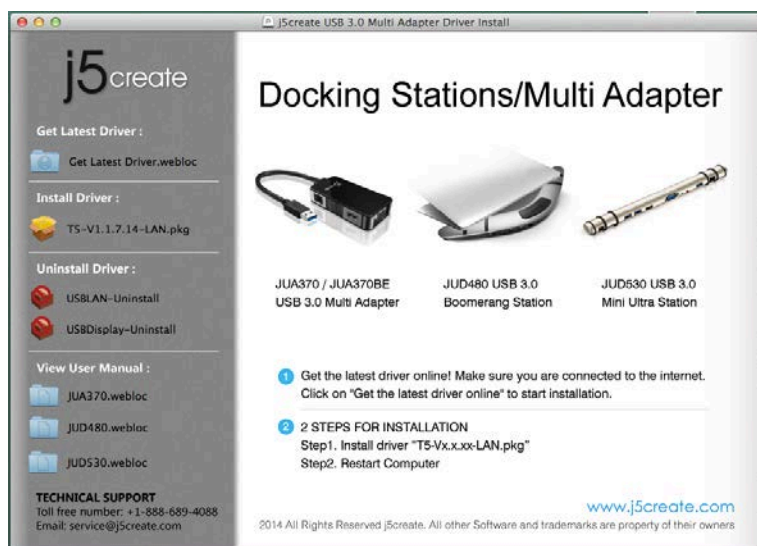 j5create USB 3.0 Multi Adapter Driver Install
j5create
Get Latest Driver :
Get Latest Driver.webloc
Install Driver :
T5-V1.1.7.14-LAN.pkg
Uninstall Driver :
USBLAN-Uninstall
USBDisplay-Uninstall
View User Manual :
JUA370.webloc
JUD480.webloc
JUD530.webloc
TECHNICAL SUPPORT
Toll free number: +1-888-689-4088
Email: service@j5create.com
Docking Stations/Multi Adapter
JUA370 / JUA370BE
USB 3.0 Multi Adapter
JUD480 USB 3.0
Boomerang Station
JUD530 USB 3.0
Mini Ultra Station
1 Get the latest driver online! Make sure you are connected to the internet.
Click on "Get the latest driver online" to start installation.
2 2 STEPS FOR INSTALLATION
Step1. Install driver "T5-Vx.x.xx-LAN.pkg"
Step2. Restart Computer
www.j5create.com
2014 All Rights Reserved j5create. All other Software and trademarks are property of their owners